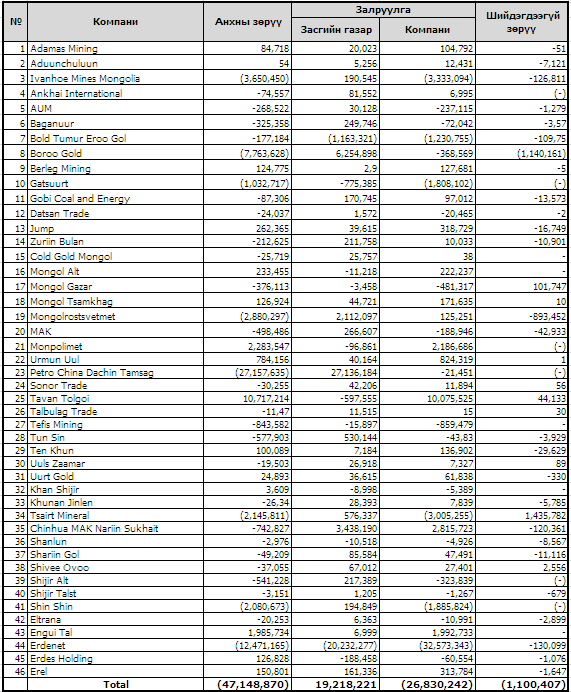 № Компани Анхны зөрүү Залруулга Шийдэгдээгүй зөрүү
Засгийн газар Компани
1 Adamas Mining 84,718 20,023 104,792 -51
2 Aduunchuluun 54 5,256 12,431 -7,121
3 Ivanhoe Mines Mongolia (3,650,450) 190,545 (3,333,094) -126,811
4 Ankhai International -74,557 81,552 6,995 (-)
5 AUM -268,522 30,128 -237,115 -1,279
6 Baganuur -325,358 249,746 -72,042 -3,57
7 Bold Tumur Eroo Gol -177,184 (1,163,321) (1,230,755) -109,75
8 Boroo Gold (7,763,628) 6,254,898 -368,569 (1,140,161)
9 Berleg Mining 124,775 2,9 127,681 -5
10 Gatsuurt (1,032,717) -775,385 (1,808,102) (-)
11 Gobi Coal and Energy -87,306 170,745 97,012 -13,573
12 Datsan Trade -24,037 1,572 -20,465 -2
13 Jump 262,365 39,615 318,729 -16,749
14 Zuriin Bulan -212,625 211,758 10,033 -10,901
15 Cold Gold Mongol -25,719 25,757 38 -
16 Mongol Alt 233,455 -11,218 222,237 -
17 Mongol Gazar -376,113 -3,458 -481,317 101,747
18 Mongol Tsamkhag 126,924 44,721 171,635 10
19 Mongolrostsvetmet (2,880,297) 2,112,097 125,251 -893,452
20 MAK -498,486 266,607 -188,946 -42,933
21 Monpolimet 2,283,547 -96,861 2,186,686 (-)
22 Urmun Uul 784,156 40,164 824,319 1
23 Petro China Dachin Tamsag (27,157,635) 27,136,184 -21,451 (-)
24 Sonor Trade -30,255 42,206 11,894 56
25 Tavan Tolgoi 10,717,214 -597,555 10,075,525 44,133
26 Talbulag Trade -11,47 11,515 15 30
27 Tefis Mining -843,582 -15,897 -859,479 -
28 Tun Sin -577,903 530,144 -43,83 -3,929
29 Ten Khun 100,089 7,184 136,902 -29,629
30 Uuls Zaamar -19,503 26,918 7,327 89
31 Uurt Gold 24,893 36,615 61,838 -330
32 Khan Shijir 3,609 -8,998 -5,389 -
33 Khunan Jinlen -26,34 28,393 7,839 -5,785
34 Tsairt Mineral (2,145,811) 576,337 (3,005,255) 1,435,782
35 Chinhua MAK Nariin Sukhait -742,827 3,438,190 2,815,723 -120,361
36 Shanlun -2,976 -10,518 -4,926 -8,567
37 Shariin Gol -49,209 85,584 47,491 -11,116
38 Shivee Ovoo -37,055 67,012 27,401 2,556
39 Shijir Alt -541,228 217,389 -323,839 (-)
40 Shijir Talst -3,151 1,205 -1,267 -679
41 Shin Shin (2,080,673) 194,849 (1,885,824) (-)
42 Eltrana -20,253 6,363 -10,991 -2,899
43 Engui Tal 1,985,734 6,999 1,992,733 -
44 Erdenet (12,471,165) (20,232,277) (32,573,343) -130,099
45 Erdes Holding 126,828 -188,458 -60,554 -1,076
46 Erel 150,801 161,336 313,784 -1,647
Total (47,148,870) 19,218,221 (26,830,242) (1,100,407)